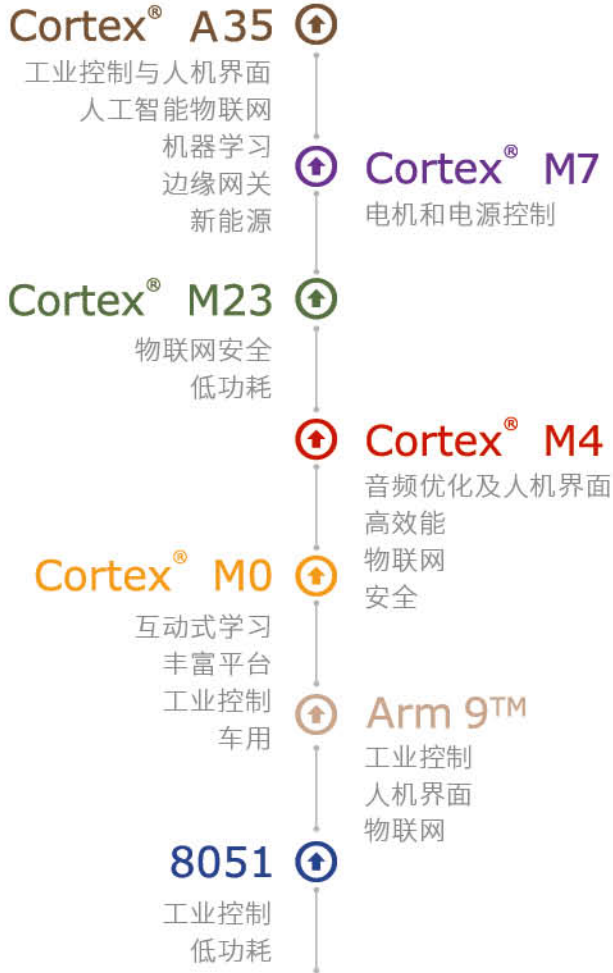 Cortex® A35
工业控制与人机界面
人工智能物联网
机器学习
边缘网关
新能源
Cortex® M7
电机和电源控制
Cortex® M23
物联网安全
低功耗
Cortex® M4
音频优化及人机界面
高效能
物联网
安全
Cortex® M0
互动式学习
丰富平台
工业控制
车用
Arm 9™
工业控制
人机界面
物联网
8051
工业控制
低功耗